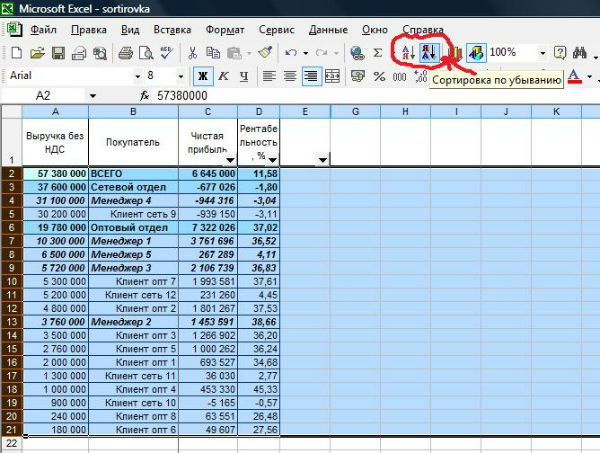 Microsoft Excel - sortirovka
Файл Правка Вид Вставка Формат Сервис Данные Окно Справка
Σ А Я Я А 100%
Arial 8 Ж К Ч % 000 А
Сортировка по убыванию
A2 fx 57380000
A B C D E G H I J K
1 Выручка без НДС Покупатель Чистая прибыль Рентабельность, %
2 57 380 000 ВСЕГО 6 645 000 11,58
3 37 600 000 Сетевой отдел -677 026 -1,80
4 31 100 000 Менеджер 4 -944 316 -3,04
5 30 200 000 Клиент сеть 9 -939 150 -3,11
6 19 780 000 Оптовый отдел 7 322 026 37,02
7 10 300 000 Менеджер 1 3 761 696 36,52
8 6 500 000 Менеджер 5 267 289 4,11
9 5 720 000 Менеджер 3 2 106 739 36,83
10 5 300 000 Клиент опт 7 1 993 581 37,61
11 5 200 000 Клиент сеть 12 231 260 4,45
12 4 800 000 Клиент опт 2 1 801 267 37,53
13 3 760 000 Менеджер 2 1 453 591 38,66
14 3 500 000 Клиент опт 3 1 266 902 36,20
15 2 760 000 Клиент опт 5 1 000 262 36,24
16 2 000 000 Клиент опт 1 693 527 34,68
17 1 300 000 Клиент сеть 11 36 030 2,77
18 1 000 000 Клиент опт 4 453 330 45,33
19 900 000 Клиент сеть 10 -5 165 -0,57
20 240 000 Клиент опт 8 63 551 26,48
21 180 000 Клиент опт 6 49 607 27,56
22